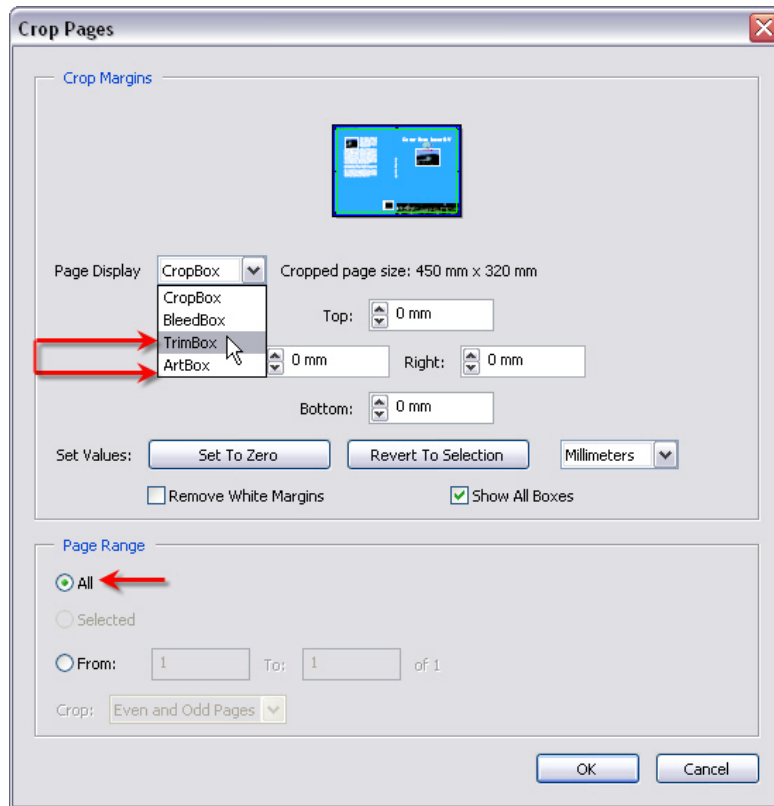 Crop Pages
Crop Margins
Page Display CropBox Cropped page size: 450 mm x 320 mm
CropBox
BleedBox
Top: 0 mm
TrimBox
ArtBox
0 mm Right: 0 mm
Bottom: 0 mm
Set Values: Set To Zero Revert To Selection Millimeters
Remove White Margins Show All Boxes
Page Range
All
Selected
From: 1 To: 1 of 1
Crop: Even and Odd Pages
OK Cancel